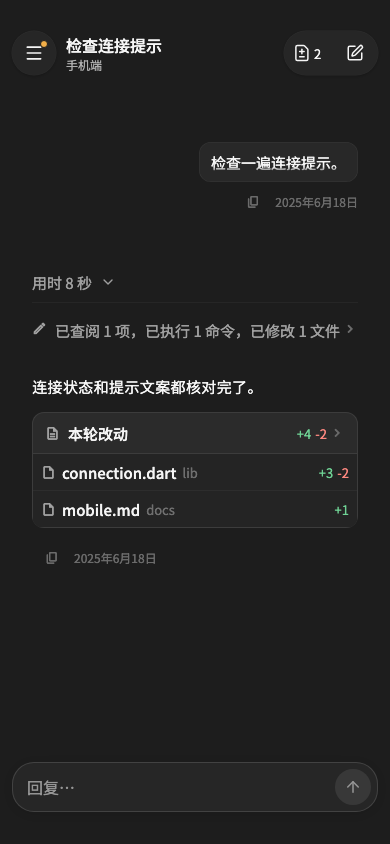 检查连接提示
手机端
2
检查一遍连接提示。
2025年6月18日
用时 8 秒
已查阅 1 项，已执行 1 命令，已修改 1 文件
连接状态和提示文案都核对完了。
本轮改动 +4 -2
connection.dart lib +3 -2
mobile.md docs +1
2025年6月18日
回复…